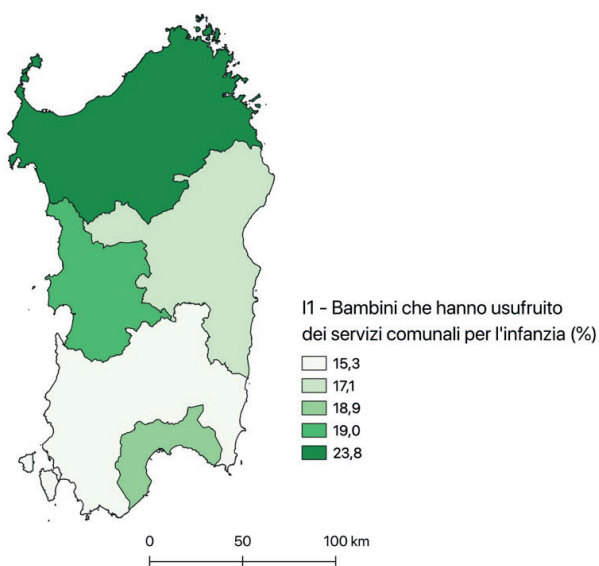 I1 - Bambini che hanno usufruito
dei servizi comunali per l'infanzia (%)
15,3
17,1
18,9
19,0
23,8
0 50 100 km